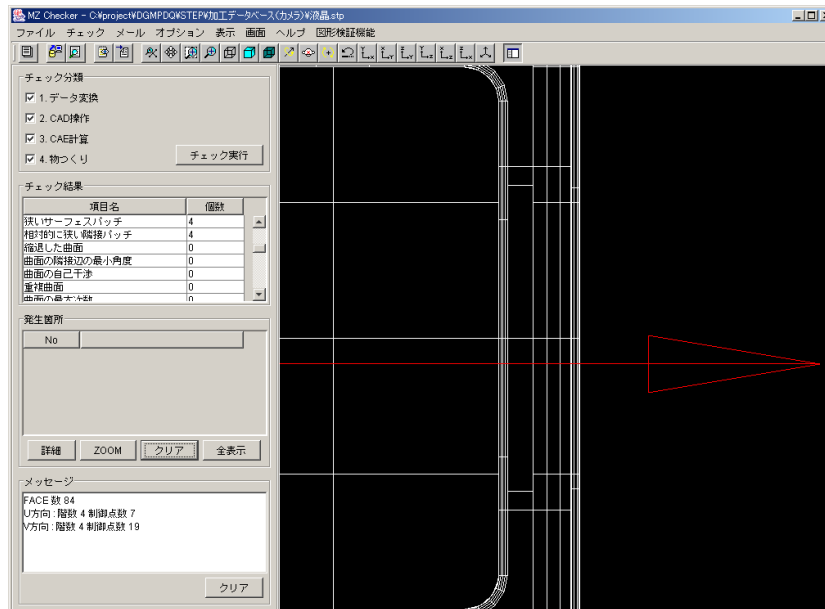 MZ Checker - C:¥project¥DGMPDQ¥STEP¥加工データベース(カメラ)¥液晶.stp
ファイル チェック メール オプション 表示 画面 ヘルプ 図形検証機能
チェック分類
1. データ変換
2. CAD操作
3. CAE計算
4. 物つくり
チェック実行
チェック結果
項目名 個数
狭いサーフェスパッチ 4
相対的に狭い隣接パッチ 4
縮退した曲面 0
曲面の隣接辺の最小角度 0
曲面の自己干渉 0
重複曲面 0
曲面の最大次数 0
発生箇所
No
詳細 ZOOM クリア 全表示
メッセージ
FACE 数 84
U方向 : 階数 4 制御点数 7
V方向 : 階数 4 制御点数 19
クリア